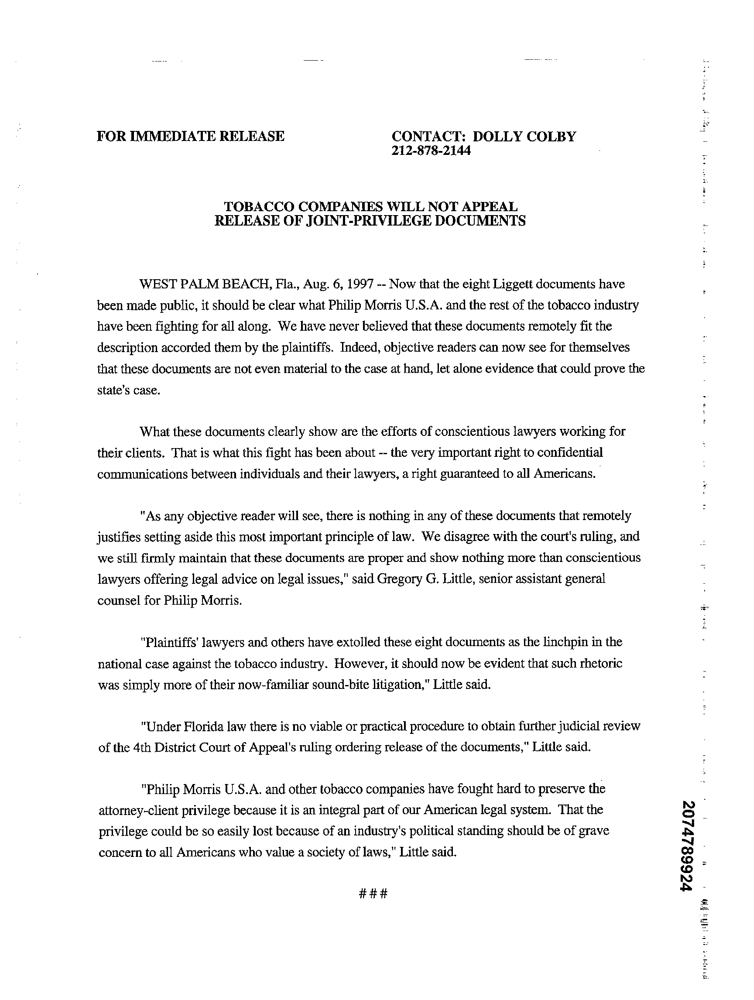 FOR IMMEDIATE RELEASE
CONTACT: DOLLY COLBY
212-878-2144
TOBACCO COMPANIES WILL NOT APPEAL
RELEASE OF JOINT-PRIVILEGE DOCUMENTS
WEST PALM BEACH, Fla., Aug. 6, 1997 -- Now that the eight Liggett documents have
been made public, it should be clear what Philip Morris U.S.A. and the rest of the tobacco industry
have been fighting for all along. We have never believed that these documents remotely fit the
description accorded them by the plaintiffs. Indeed, objective readers can now see for themselves
that these documents are not even material to the case at hand, let alone evidence that could prove the
state's case.
What these documents clearly show are the efforts of conscientious lawyers working for
their clients. That is what this fight has been about -- the very important right to confidential
communications between individuals and their lawyers, a right guaranteed to all Americans.
"As any objective reader will see, there is nothing in any of these documents that remotely
justifies setting aside this most important principle of law. We disagree with the court's ruling, and
we still firmly maintain that these documents are proper and show nothing more than conscientious
lawyers offering legal advice on legal issues," said Gregory G. Little, senior assistant general
counsel for Philip Morris.
"Plaintiffs' lawyers and others have extolled these eight documents as the linchpin in the
national case against the tobacco industry. However, it should now be evident that such rhetoric
was simply more of their now-familiar sound-bite litigation," Little said.
"Under Florida law there is no viable or practical procedure to obtain further judicial review
of the 4th District Court of Appeal's ruling ordering release of the documents," Little said.
"Philip Morris U.S.A. and other tobacco companies have fought hard to preserve the
attorney-client privilege because it is an integral part of our American legal system. That the
privilege could be so easily lost because of an industry's political standing should be of grave
concern to all Americans who value a society of laws," Little said.
# # #
2074789924